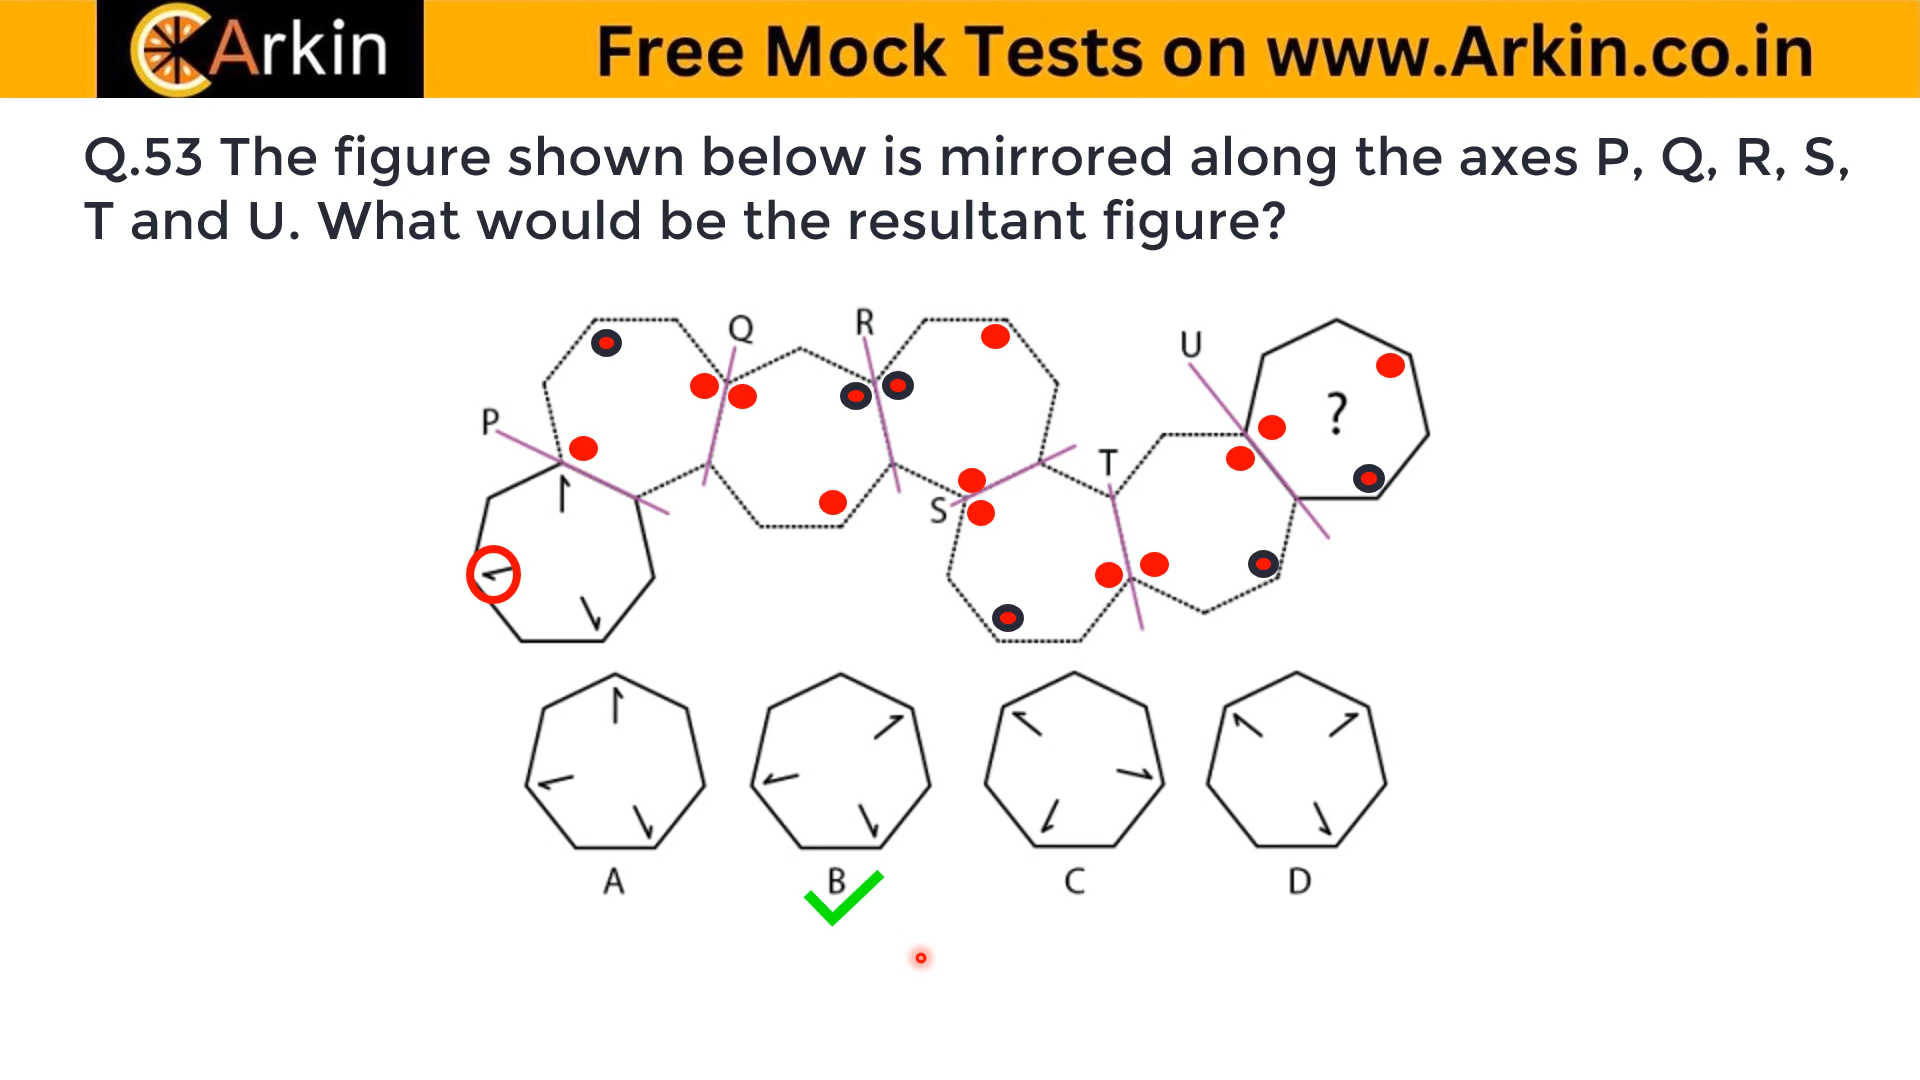 Arkin
Free Mock Tests on www.Arkin.co.in
Q.53 The figure shown below is mirrored along the axes P, Q, R, S,
T and U. What would be the resultant figure?
Q
R
U
P
?
T
S
A
B
C
D